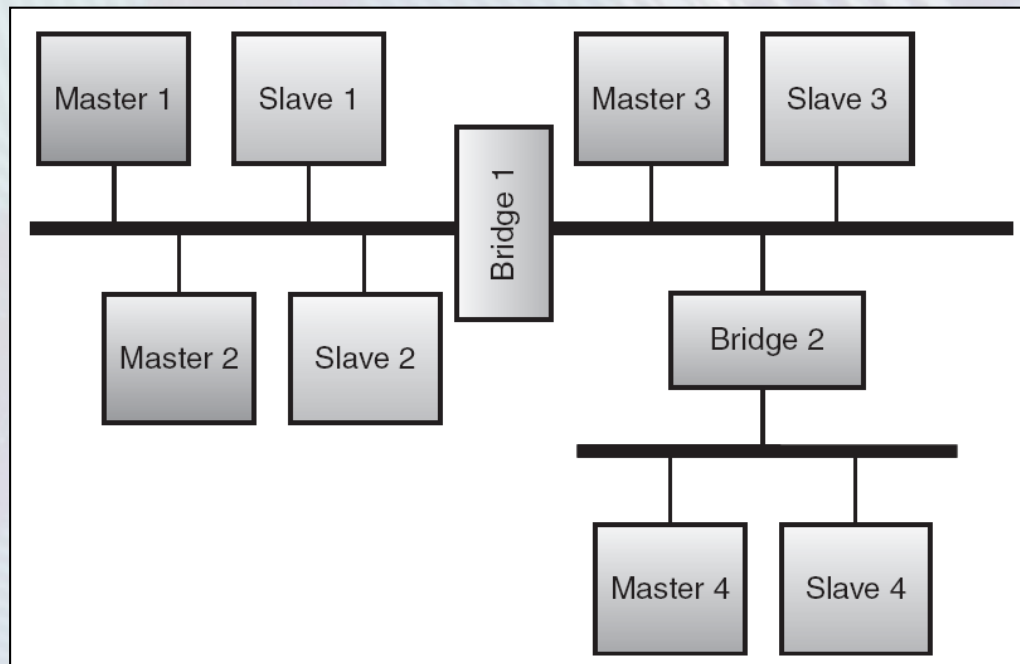 Master 1
Slave 1
Master 3
Slave 3
Bridge 1
Master 2
Slave 2
Bridge 2
Master 4
Slave 4